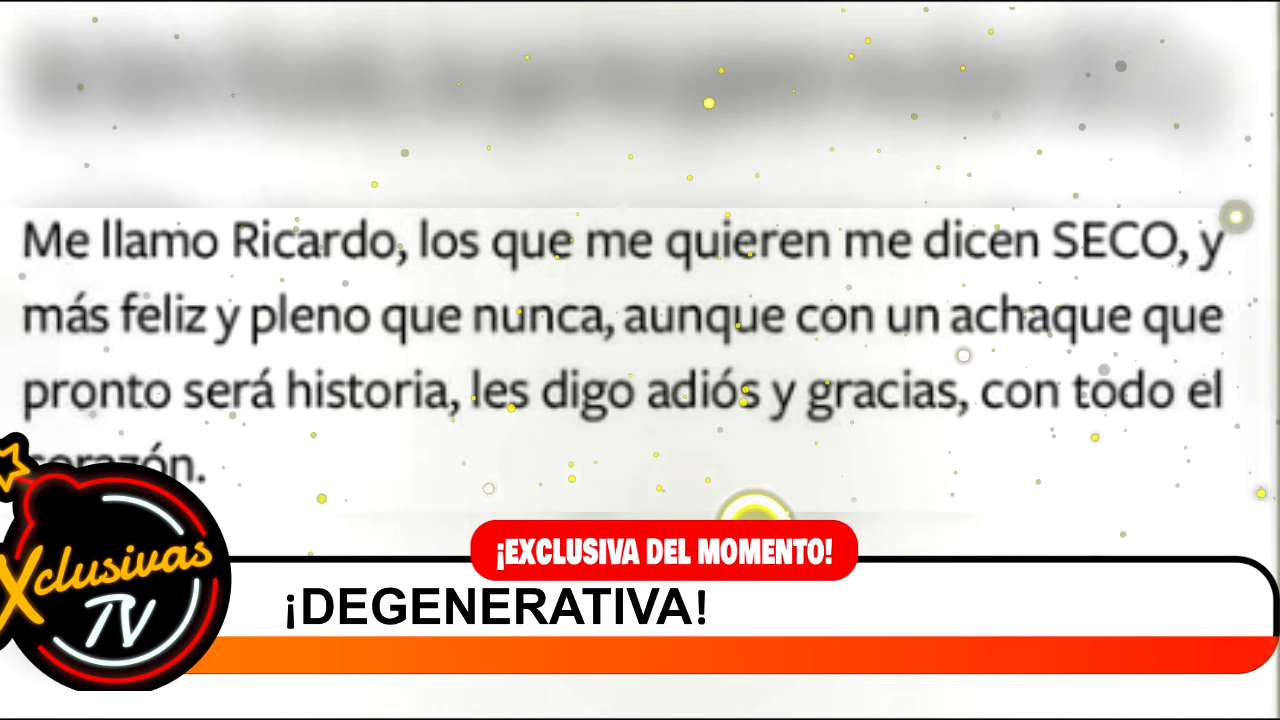 Me llamo Ricardo, los que me quieren me dicen SECO, y
más feliz y pleno que nunca, aunque con un achaque que
pronto será historia, les digo adiós y gracias, con todo el
corazón.
¡EXCLUSIVA DEL MOMENTO!
Xclusivas
TV
¡DEGENERATIVA!